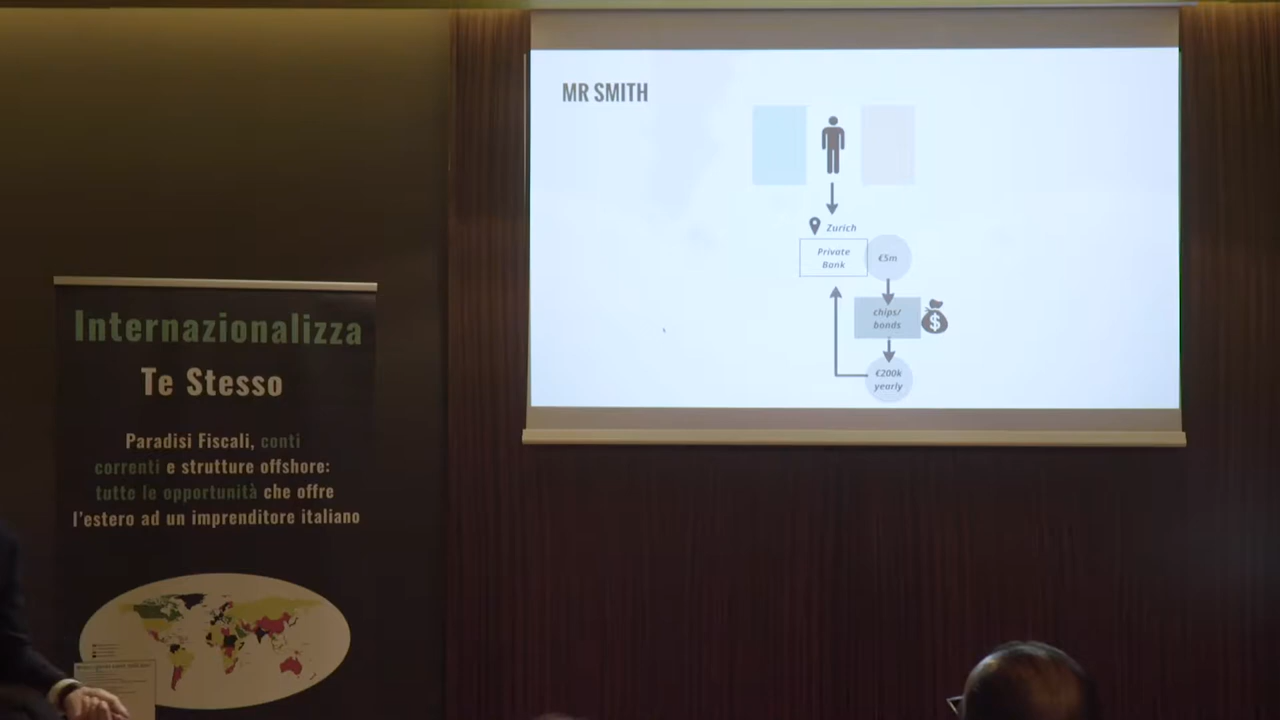 MR SMITH
Zurich
Private
Bank
€5m
chips/
bonds
$
€200k
yearly
Internazionalizza
Te Stesso
Paradisi Fiscali, conti
correnti e strutture offshore:
tutte le opportunità che offre
l'estero ad un imprenditore italiano